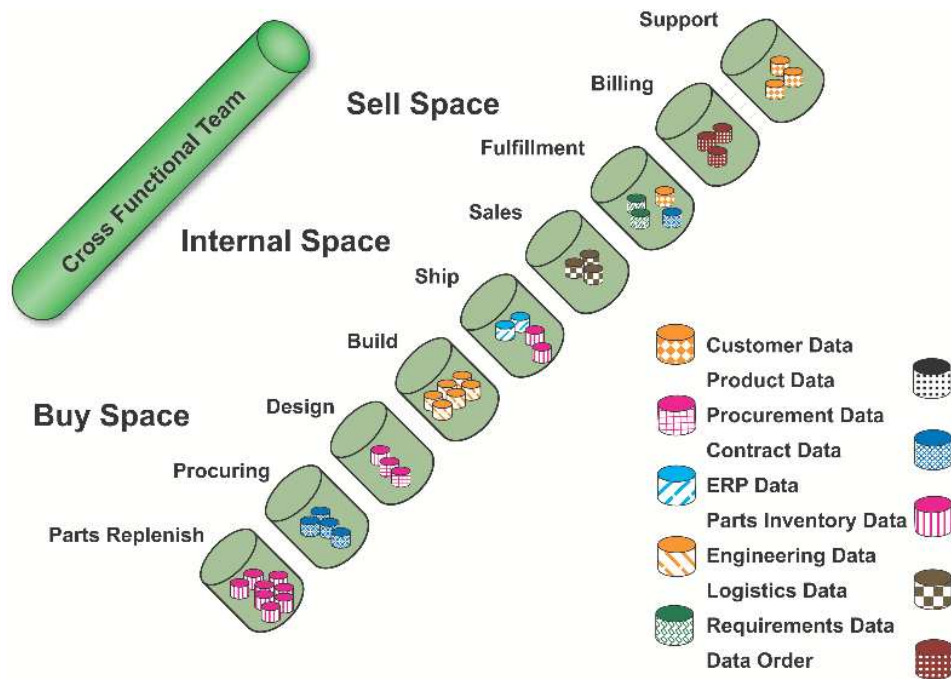 Support
Billing
Sell Space
Fulfillment
Cross Functional Team
Sales
Internal Space
Ship
Build
Buy Space
Design
Procuring
Parts Replenish
Customer Data
Product Data
Procurement Data
Contract Data
ERP Data
Parts Inventory Data
Engineering Data
Logistics Data
Requirements Data
Data Order